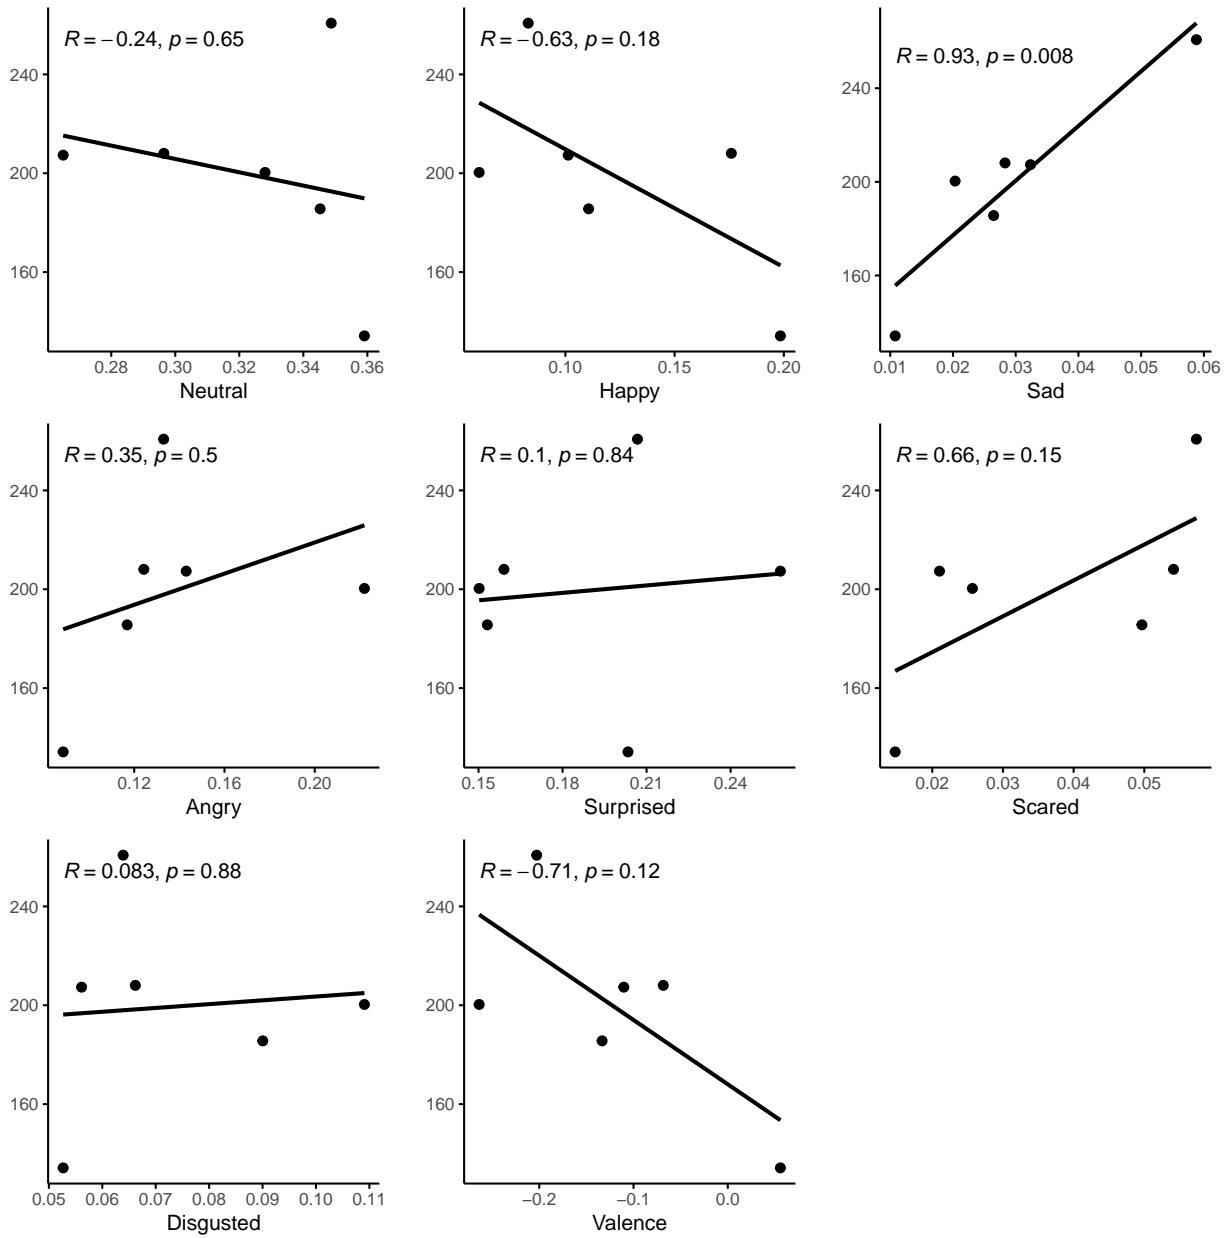 R = −0.24, p = 0.65
240
200
160
0.28 0.30 0.32 0.34 0.36
Neutral
R = −0.63, p = 0.18
240
200
160
0.10 0.15 0.20
Happy
R = 0.93, p = 0.008
240
200
160
0.01 0.02 0.03 0.04 0.05 0.06
Sad
R = 0.35, p = 0.5
240
200
160
0.12 0.16 0.20
Angry
R = 0.1, p = 0.84
240
200
160
0.15 0.18 0.21 0.24
Surprised
R = 0.66, p = 0.15
240
200
160
0.02 0.03 0.04 0.05
Scared
R = 0.083, p = 0.88
240
200
160
0.05 0.06 0.07 0.08 0.09 0.10 0.11
Disgusted
R = −0.71, p = 0.12
240
200
160
−0.2 −0.1 0.0
Valence